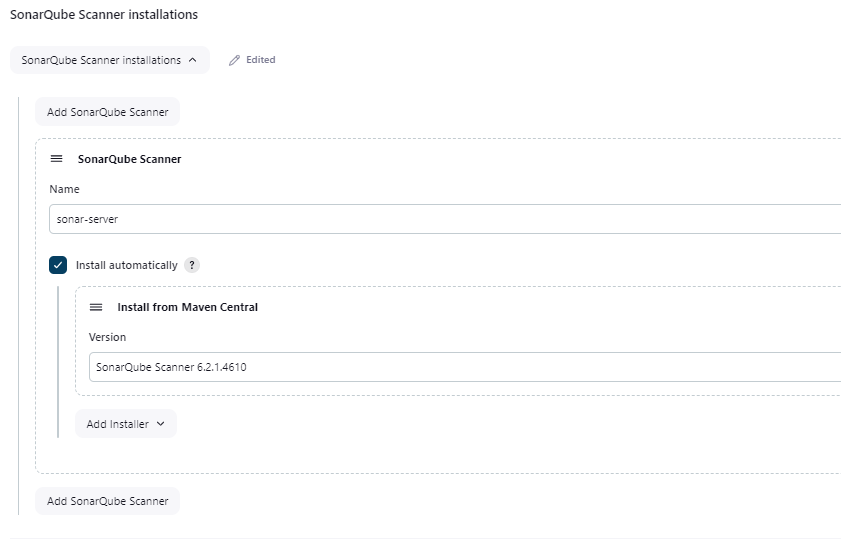 SonarQube Scanner installations
SonarQube Scanner installations
Edited
Add SonarQube Scanner
SonarQube Scanner
Name
sonar-server
Install automatically ?
Install from Maven Central
Version
SonarQube Scanner 6.2.1.4610
Add Installer
Add SonarQube Scanner